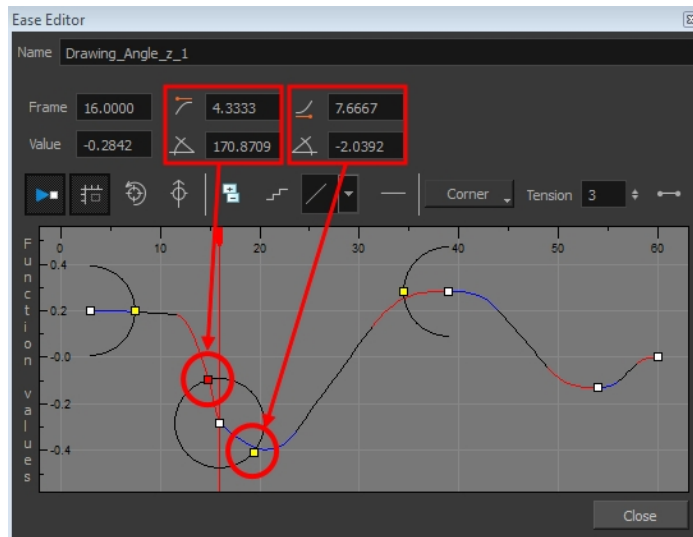 Ease Editor
Name Drawing_Angle_z_1
Frame 16.0000 4.3333 7.6667
Value -0.2842 170.8709 -2.0392
Corner Tension 3
0 10 20 30 40 50 60
Function values
-0.4
-0.2
-0.0
-0.2
-0.4
Close